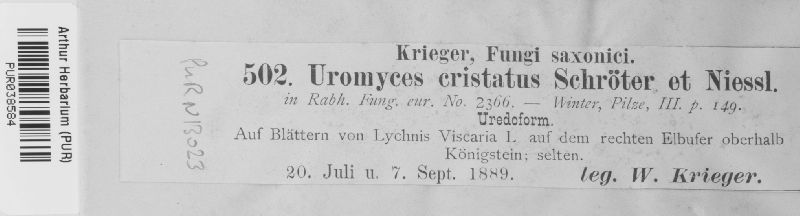 Arthur Herbarium (PUR)
PUR038584
PUR N13023
Krieger, Fungi saxonici.
502. Uromyces cristatus Schröter et Niessl.
in Rabh. Fung. eur. No. 2366. — Winter, Pilze, III. p. 149.
Uredoform.
Auf Blättern von Lychnis Viscaria L. auf dem rechten Elbufer oberhalb
Königstein; selten.
20. Juli u. 7. Sept. 1889. leg. W. Krieger.